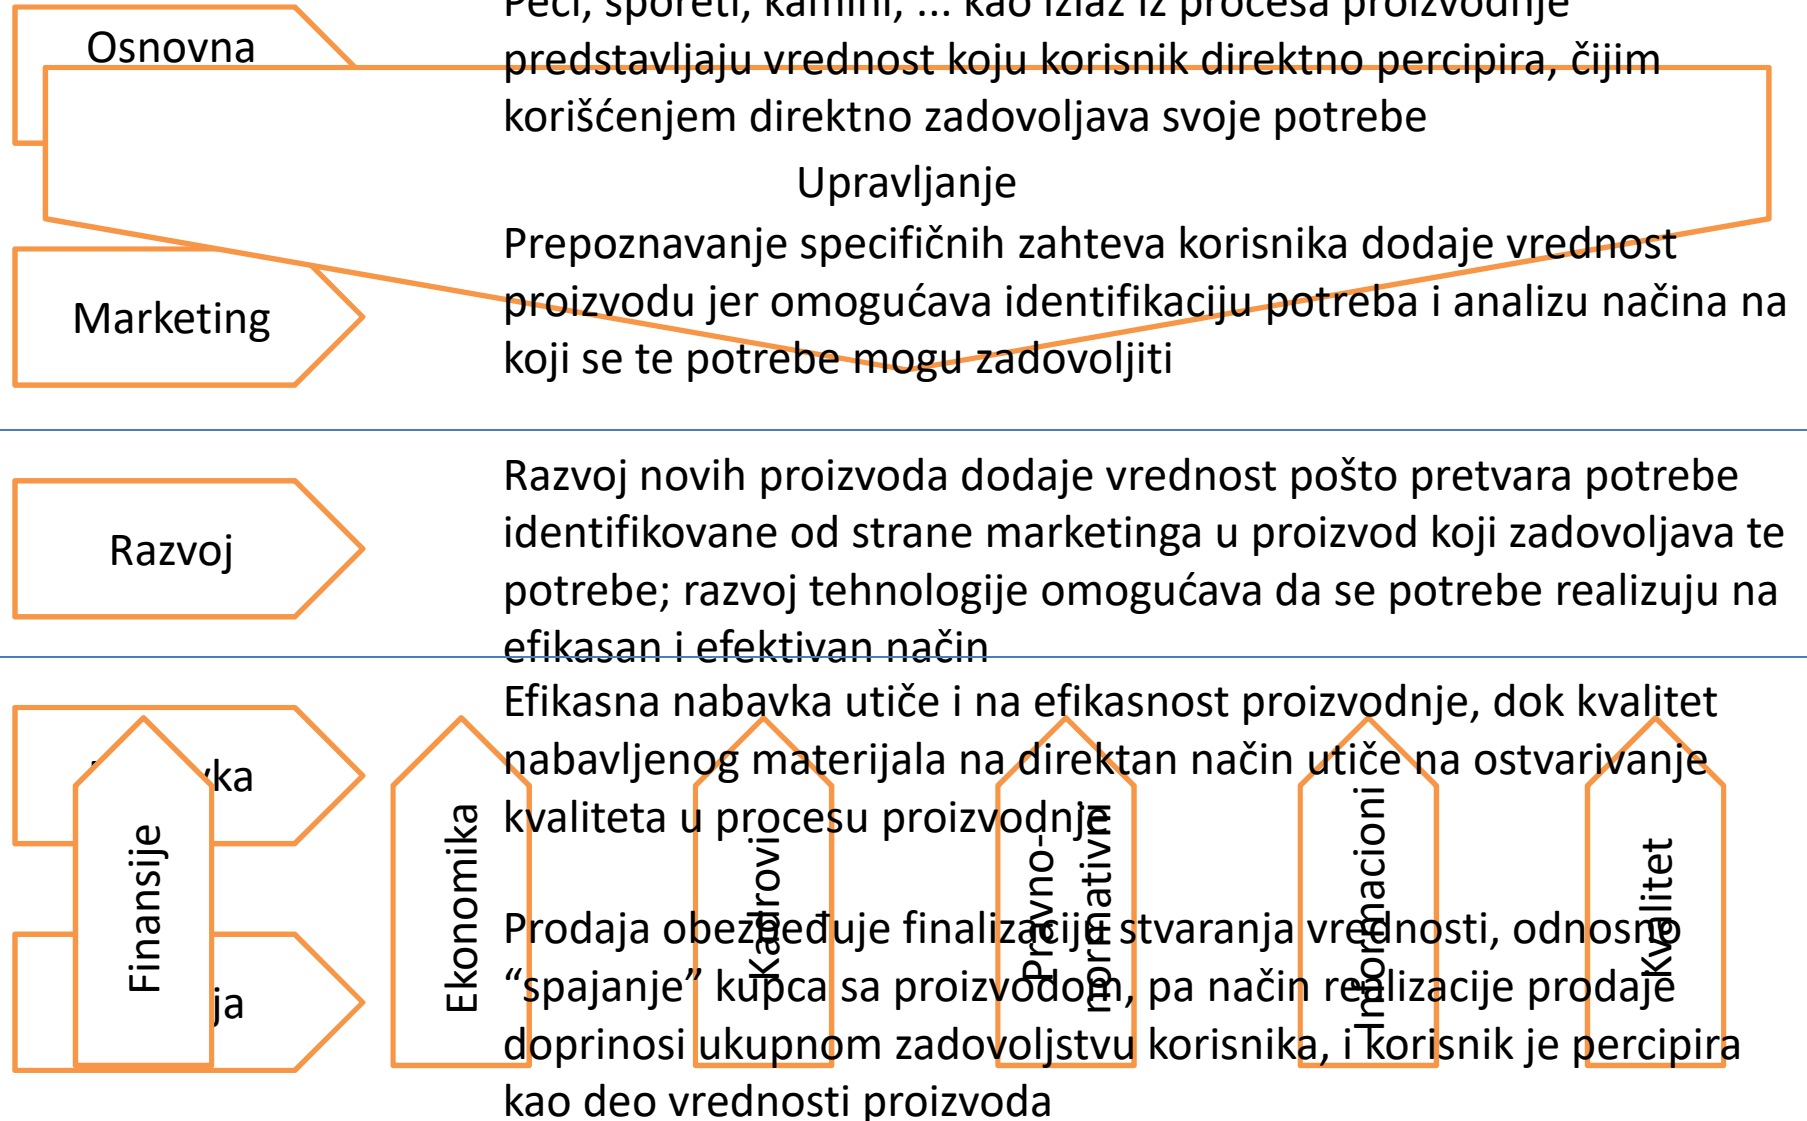 Osnovna
Peći, šporeti, kamini, ... kao izlaz iz procesa proizvodnje
predstavljaju vrednost koju korisnik direktno percipira, čijim
korišćenjem direktno zadovoljava svoje potrebe
Upravljanje
Marketing
Prepoznavanje specifičnih zahteva korisnika dodaje vrednost
proizvodu jer omogućava identifikaciju potreba i analizu načina na
koji se te potrebe mogu zadovoljiti
Razvoj
Razvoj novih proizvoda dodaje vrednost pošto pretvara potrebe
identifikovane od strane marketinga u proizvod koji zadovoljava te
potrebe; razvoj tehnologije omogućava da se potrebe realizuju na
efikasan i efektivan način
vka
Efikasna nabavka utiče i na efikasnost proizvodnje, dok kvalitet
nabavljenog materijala na direktan način utiče na ostvarivanje
kvaliteta u procesu proizvodnje
ja
Prodaja obezbeđuje finalizaciju stvaranja vrednosti, odnosno
“spajanje” kupca sa proizvodom, pa način realizacije prodaje
doprinosi ukupnom zadovoljstvu korisnika, i korisnik je percipira
kao deo vrednosti proizvoda
Finansije
Ekonomika
Kadrovi
Pravno-
normativni
Informacioni
Kvalitet